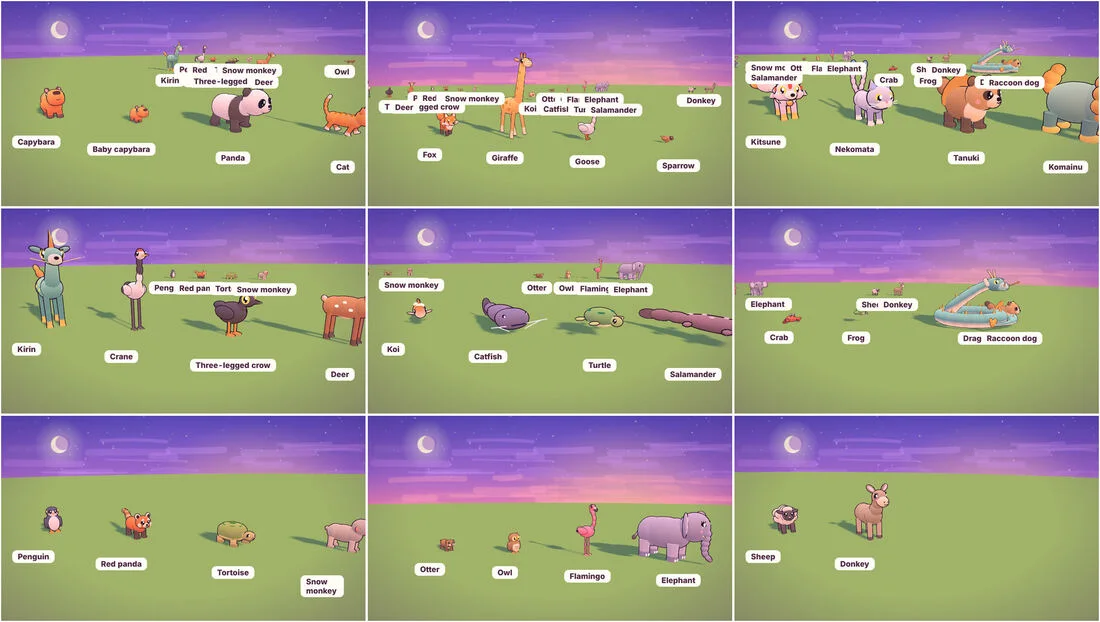 Red
Snow monkey
Owl
Kirin
Three-legged
Deer
Capybara
Baby capybara
Panda
Cat
Red
Snow monkey
Elephant
Donkey
Deer
gged crow
Koi
Catfish
Salamander
Fox
Giraffe
Goose
Sparrow
Elephant
Donkey
Salamander
Crab
Frog
Raccoon dog
Kitsune
Nekomata
Tanuki
Komainu
Snow monkey
Kirin
Crane
Three-legged crow
Deer
Snow monkey
Otter
Owl
Elephant
Koi
Catfish
Turtle
Salamander
Elephant
Donkey
Crab
Frog
Raccoon dog
Penguin
Red panda
Tortoise
Snow
monkey
Otter
Owl
Flamingo
Elephant
Sheep
Donkey